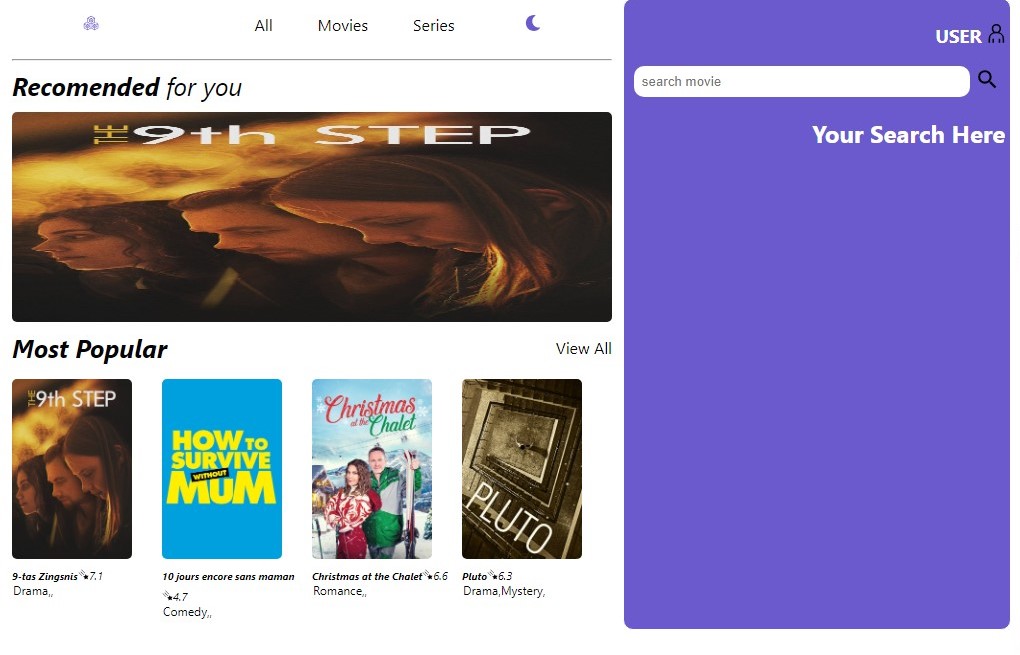 All Movies Series
USER
search movie
Your Search Here
Recomended for you
THE 9th STEP
Most Popular
View All
THE 9th STEP
HOW TO
SURVIVE
WITHOUT
MUM
Christmas
at the Chalet
PLUTO
9-tas Zingsnis 7.1
Drama,,
10 jours encore sans maman
4.7
Comedy,,
Christmas at the Chalet 6.6
Romance,,
Pluto 6.3
Drama,Mystery,